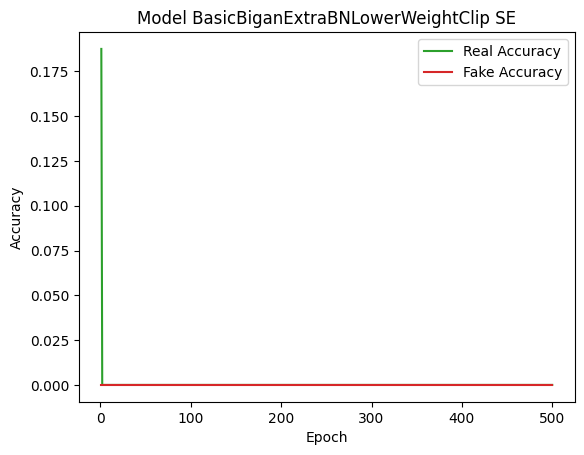 Model BasicBiganExtraBNLowerWeightClip SE
Real Accuracy
Fake Accuracy
Accuracy
0.175
0.150
0.125
0.100
0.075
0.050
0.025
0.000
0 100 200 300 400 500
Epoch